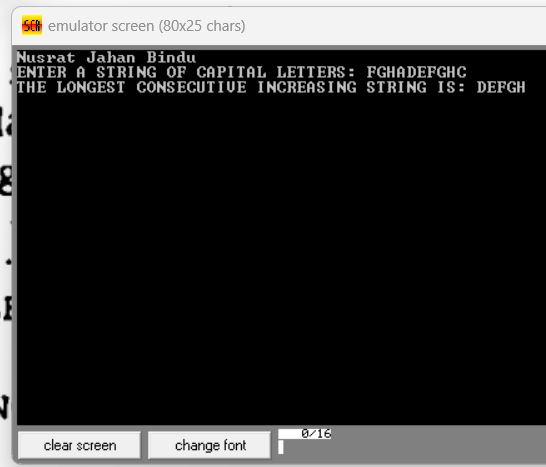 SCR emulator screen (80x25 chars)
Nusrat Jahan Bindu
ENTER A STRING OF CAPITAL LETTERS: FGHADEFGHC
THE LONGEST CONSECUTIVE INCREASING STRING IS: DEFGH
clear screen
change font
0/16